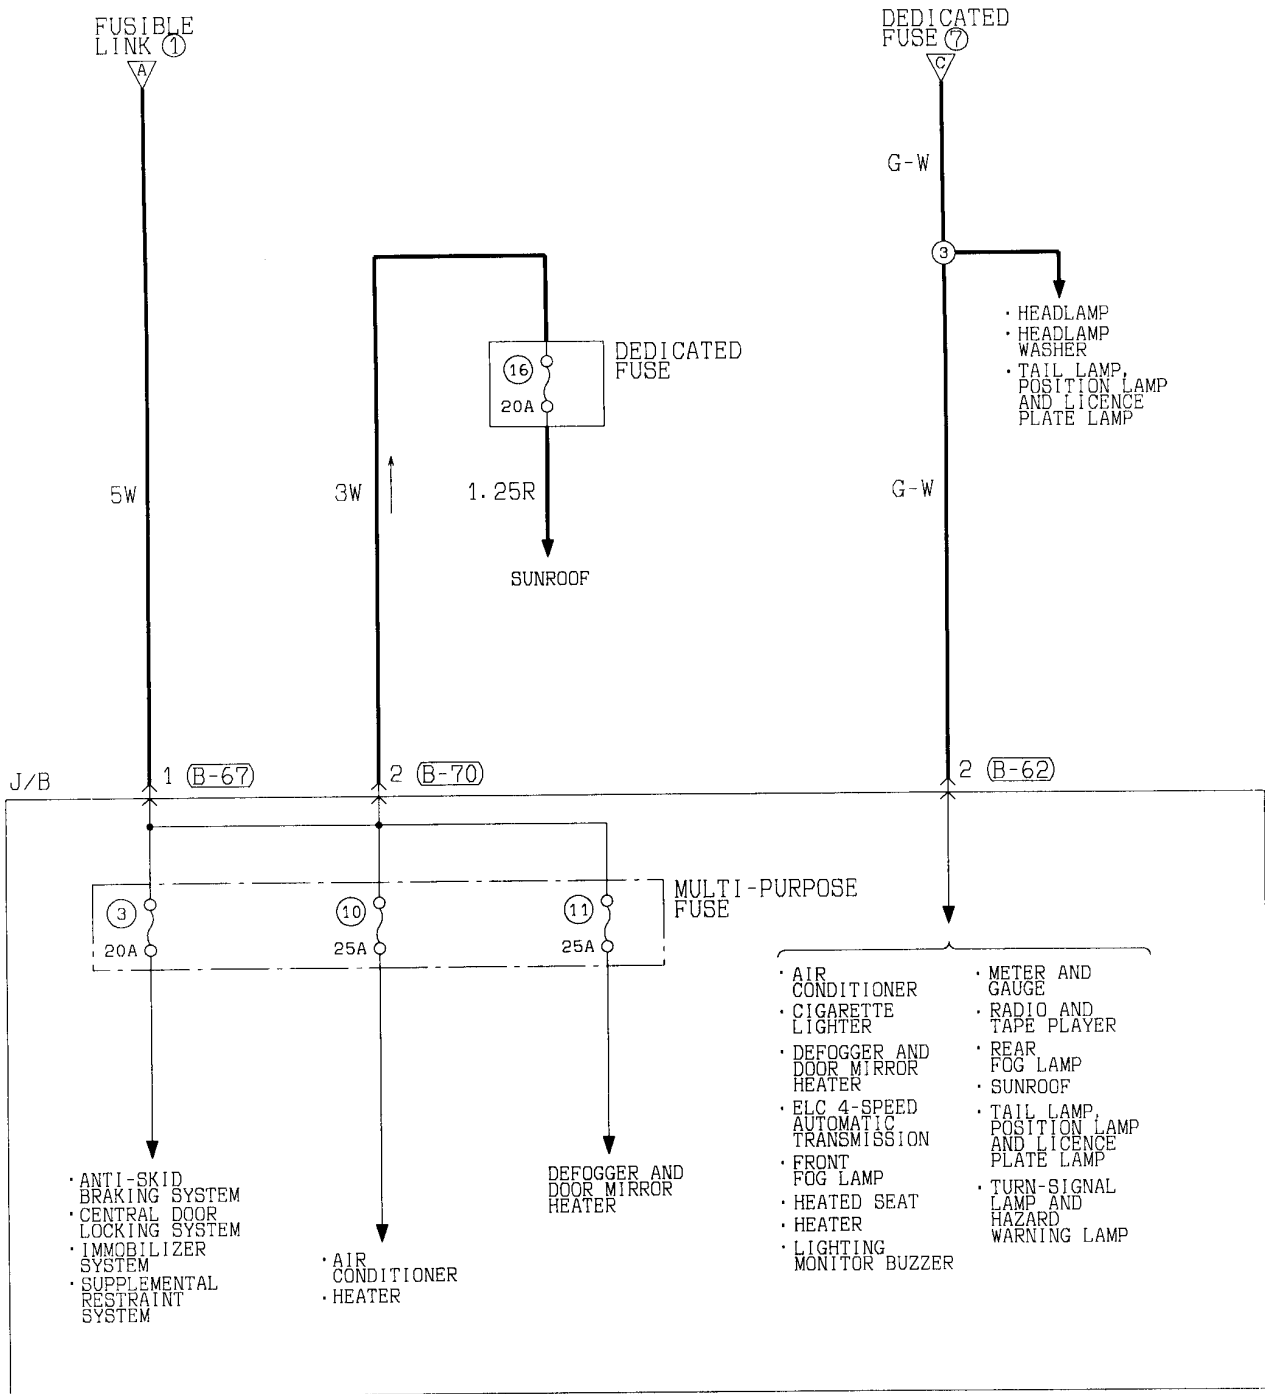 FUSIBLE
LINK ①
A
DEDICATED
FUSE ⑦
C
G-W
3
· HEADLAMP
· HEADLAMP
WASHER
· TAIL LAMP,
POSITION LAMP
AND LICENCE
PLATE LAMP
DEDICATED
FUSE
16
20A
5W
3W
1.25R
G-W
SUNROOF
J/B
1 (B-67)
2 (B-70)
2 (B-62)
MULTI-PURPOSE
FUSE
3
20A
10
25A
11
25A
· ANTI-SKID
BRAKING SYSTEM
· CENTRAL DOOR
LOCKING SYSTEM
· IMMOBILIZER
SYSTEM
· SUPPLEMENTAL
RESTRAINT
SYSTEM
· AIR
CONDITIONER
· HEATER
DEFOGGER AND
DOOR MIRROR
HEATER
· AIR
CONDITIONER
· CIGARETTE
LIGHTER
· DEFOGGER AND
DOOR MIRROR
HEATER
· ELC 4-SPEED
AUTOMATIC
TRANSMISSION
· FRONT
FOG LAMP
· HEATED SEAT
· HEATER
· LIGHTING
MONITOR BUZZER
· METER AND
GAUGE
· RADIO AND
TAPE PLAYER
· REAR
FOG LAMP
· SUNROOF
· TAIL LAMP,
POSITION LAMP
AND LICENCE
PLATE LAMP
· TURN-SIGNAL
LAMP AND
HAZARD
WARNING LAMP